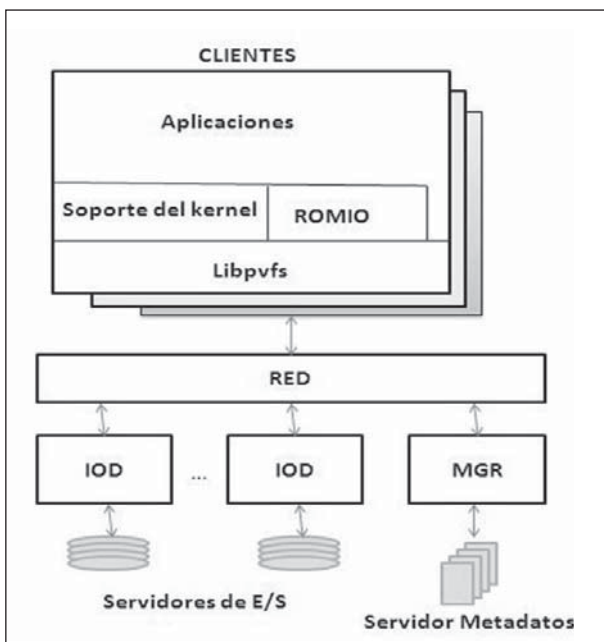 CLIENTES
Aplicaciones
Soporte del kernel
ROMIO
Libpvfs
RED
IOD
...
IOD
MGR
Servidores de E/S
Servidor Metadatos